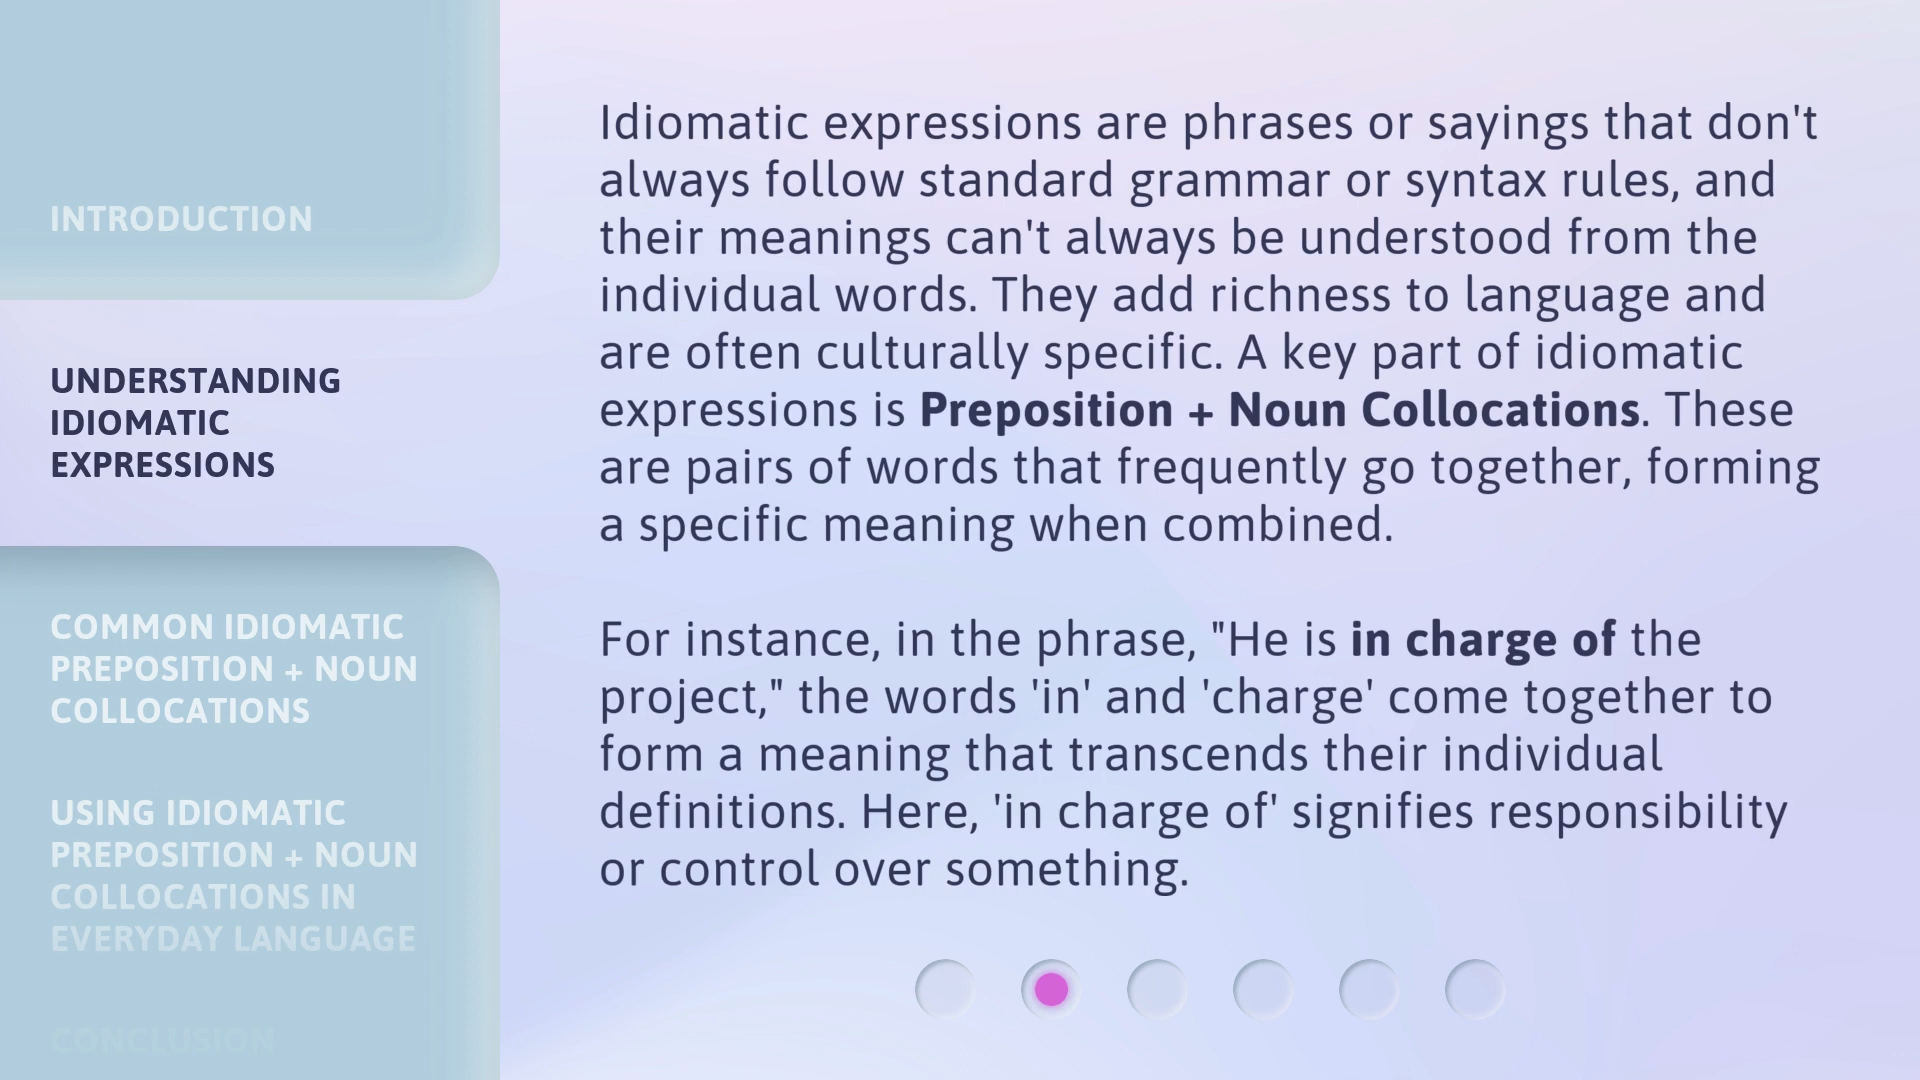 INTRODUCTION
UNDERSTANDING
IDIOMATIC
EXPRESSIONS
COMMON IDIOMATIC
PREPOSITION + NOUN
COLLOCATIONS
USING IDIOMATIC
PREPOSITION + NOUN
COLLOCATIONS IN
EVERYDAY LANGUAGE
CONCLUSION
Idiomatic expressions are phrases or sayings that don't
always follow standard grammar or syntax rules, and
their meanings can't always be understood from the
individual words. They add richness to language and
are often culturally specific. A key part of idiomatic
expressions is Preposition + Noun Collocations. These
are pairs of words that frequently go together, forming
a specific meaning when combined.
For instance, in the phrase, "He is in charge of the
project," the words 'in' and 'charge' come together to
form a meaning that transcends their individual
definitions. Here, 'in charge of' signifies responsibility
or control over something.